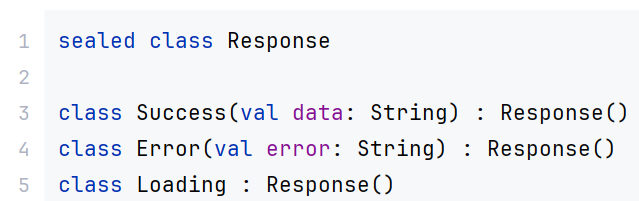 1 sealed class Response
2
3 class Success(val data: String) : Response()
4 class Error(val error: String) : Response()
5 class Loading : Response()